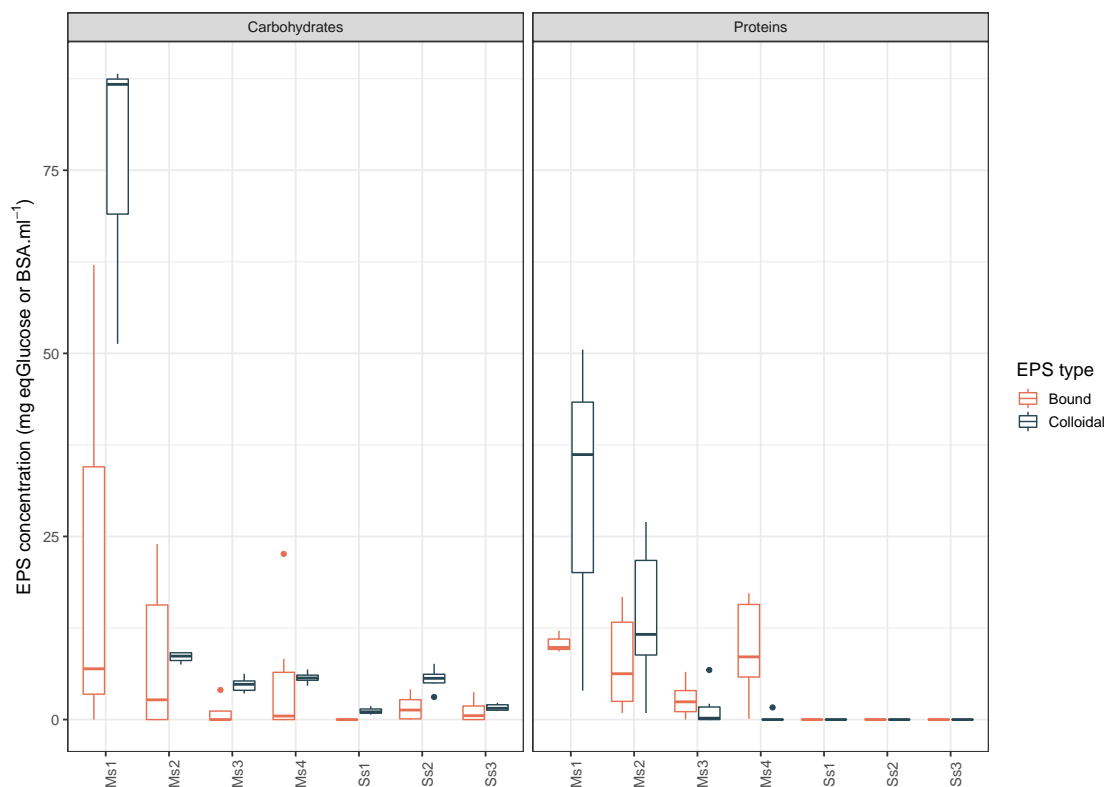 Carbohydrates
Proteins
EPS concentration (mg eqGlucose or BSA.ml⁻¹)
75
50
25
0
Ms1 Ms2 Ms3 Ms4 Ss1 Ss2 Ss3
Ms1 Ms2 Ms3 Ms4 Ss1 Ss2 Ss3
EPS type
Bound
Colloidal